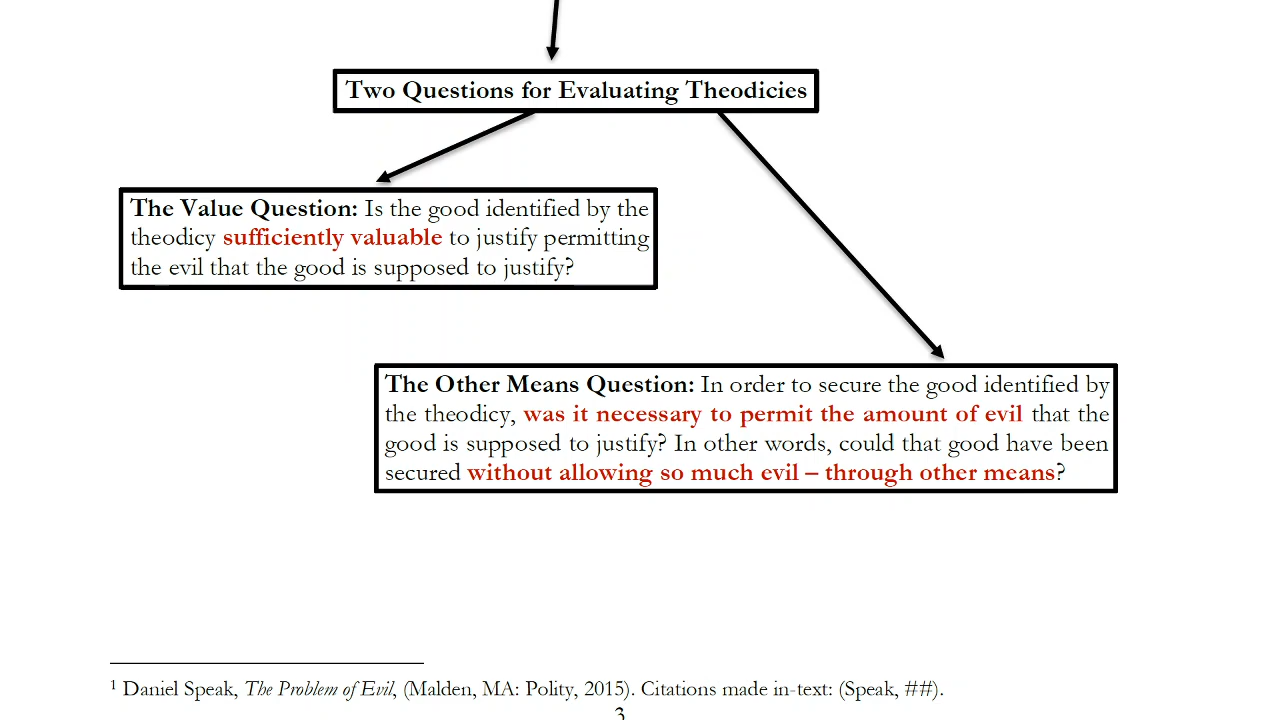 Two Questions for Evaluating Theodicies
The Value Question: Is the good identified by the
theodicy sufficiently valuable to justify permitting
the evil that the good is supposed to justify?
The Other Means Question: In order to secure the good identified by
the theodicy, was it necessary to permit the amount of evil that the
good is supposed to justify? In other words, could that good have been
secured without allowing so much evil – through other means?
1 Daniel Speak, The Problem of Evil, (Malden, MA: Polity, 2015). Citations made in-text: (Speak, ##).
3